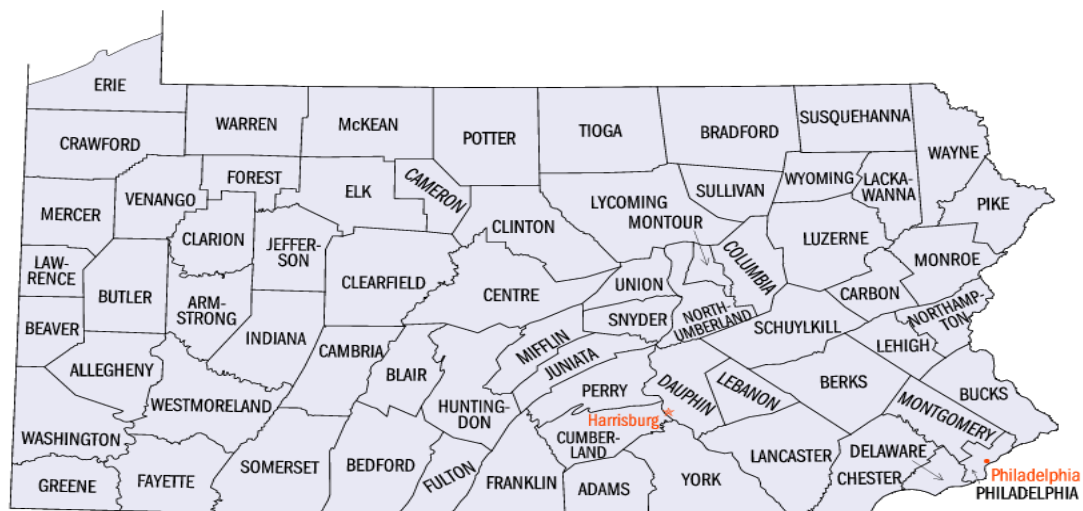 ERIE
WARREN
McKEAN
POTTER
TIOGA
BRADFORD
SUSQUEHANNA
CRAWFORD
WAYNE
FOREST
ELK
CAMERON
SULLIVAN
WYOMING
LACKA-
WANNA
VENANGO
MERCER
LYCOMING
MONTOUR
PIKE
CLINTON
CLARION
JEFFER-
SON
LUZERNE
COLUMBIA
MONROE
LAW-
RENCE
BUTLER
ARM-
STRONG
CLEARFIELD
CENTRE
UNION
CARBON
BEAVER
INDIANA
SNYDER
NORTH-
UMBERLAND
SCHUYLKILL
NORTHAMP-
TON
CAMBRIA
MIFFLIN
LEHIGH
ALLEGHENY
BLAIR
JUNIATA
PERRY
DAUPHIN
LEBANON
BERKS
BUCKS
WESTMORELAND
HUNTING-
DON
Harrisburg *
MONTGOMERY
WASHINGTON
CUMBER-
LAND
SOMERSET
BEDFORD
FULTON
LANCASTER
DELAWARE
GREENE
FAYETTE
FRANKLIN
ADAMS
YORK
CHESTER
Philadelphia
PHILADELPHIA